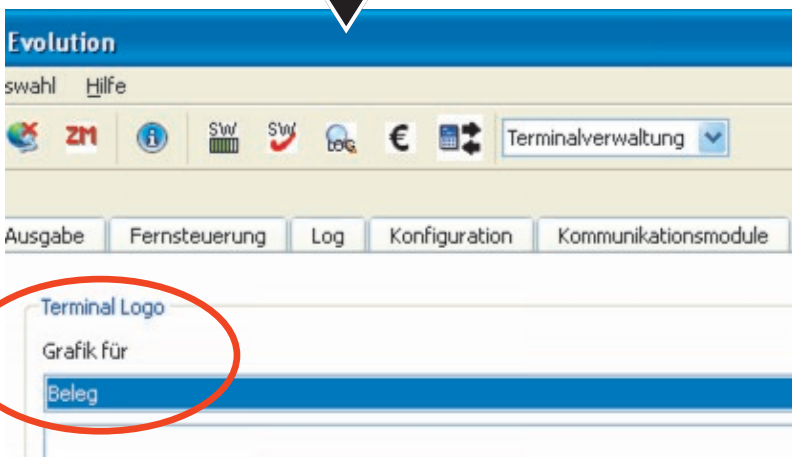 Evolution
swahl Hilfe
ZM SW SW LOG € Terminalverwaltung
Ausgabe Fernsteuerung Log Konfiguration Kommunikationsmodule
Terminal Logo
Grafik für
Beleg